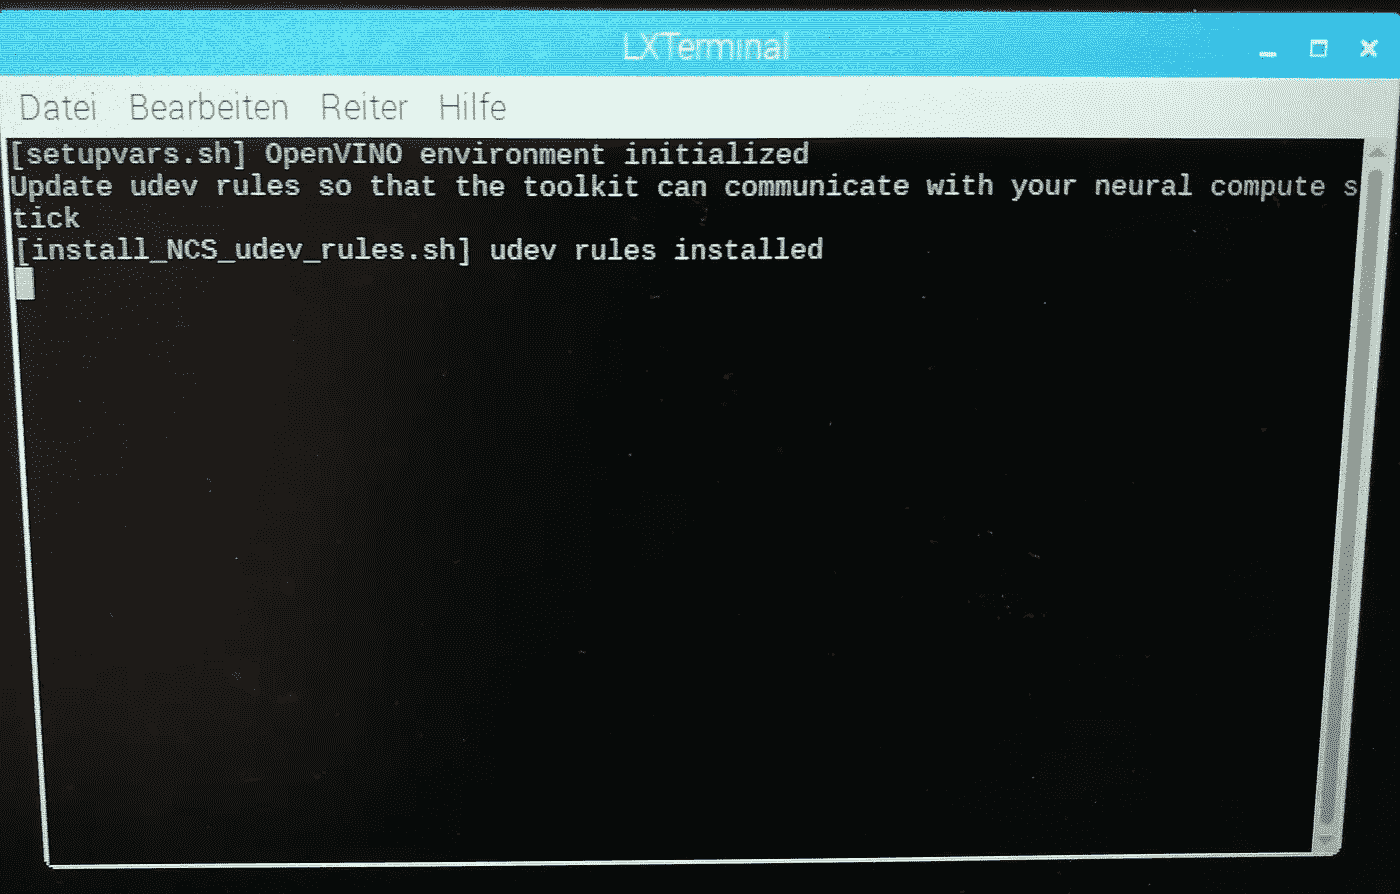 LXTerminal
Datei Bearbeiten Reiter Hilfe
[setupvars.sh] OpenVINO environment initialized
Update udev rules so that the toolkit can communicate with your neural compute s
tick
[install_NCS_udev_rules.sh] udev rules installed